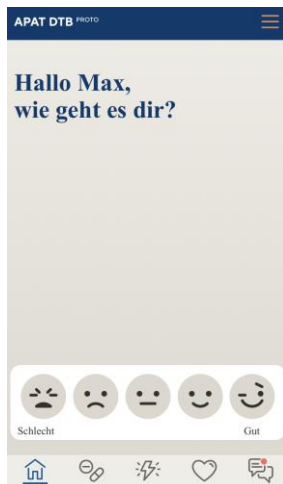 APAT DTB PROTO
Hallo Max,
wie geht es dir?
Schlecht Gut